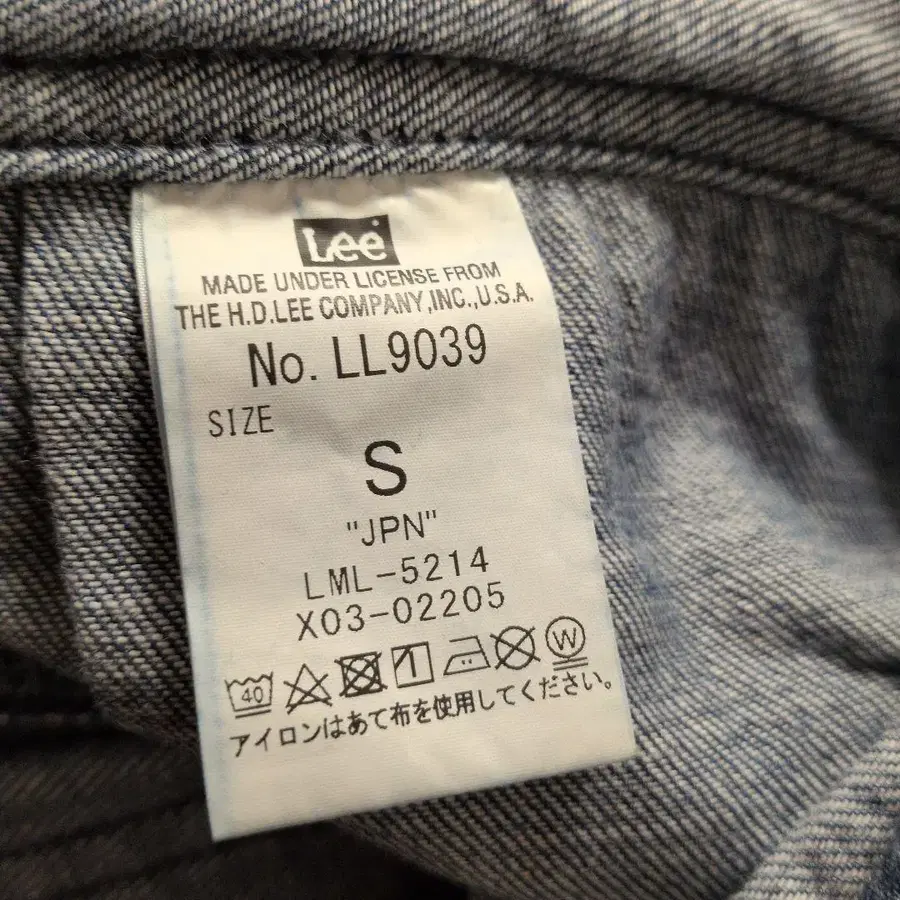 Lee
MADE UNDER LICENSE FROM
THE H.D.LEE COMPANY,INC.,U.S.A.
No. LL9039
SIZE
S
"JPN"
LML-5214
X03-02205
40 W
アイロンはあて布を使用してください。